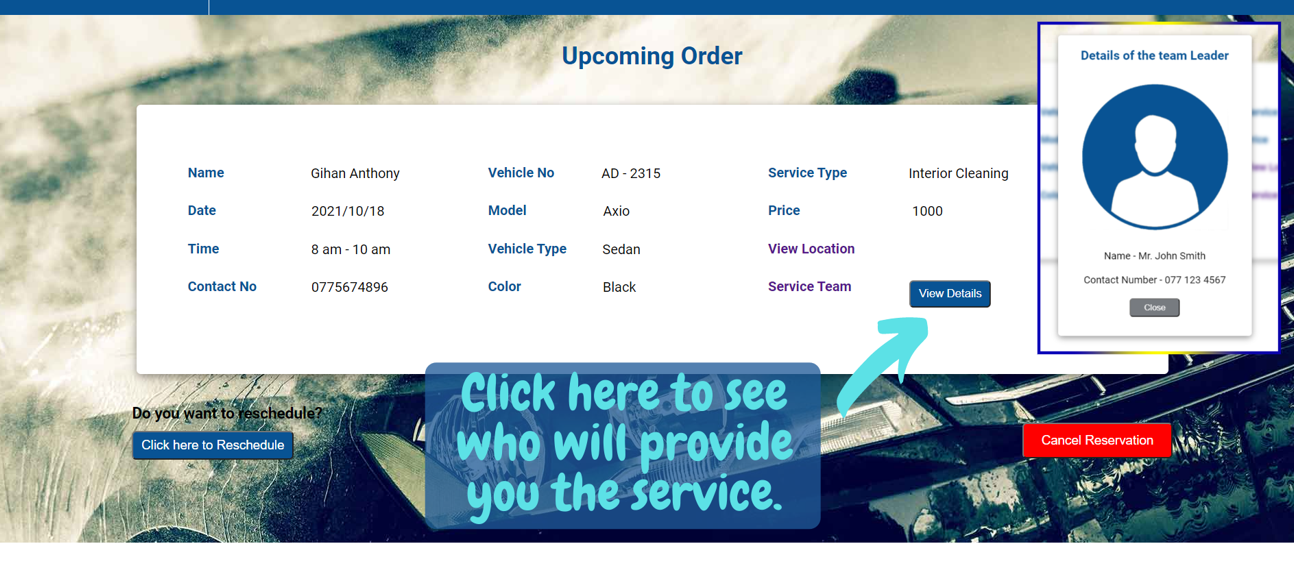 Upcoming Order
Name Gihan Anthony Vehicle No AD - 2315 Service Type Interior Cleaning
Date 2021/10/18 Model Axio Price 1000
Time 8 am - 10 am Vehicle Type Sedan View Location
Contact No 0775674896 Color Black Service Team View Details
Details of the team Leader
Name - Mr. John Smith
Contact Number - 077 123 4567
Close
Click here to see
who will provide
you the service.
Do you want to reschedule?
Click here to Reschedule
Cancel Reservation